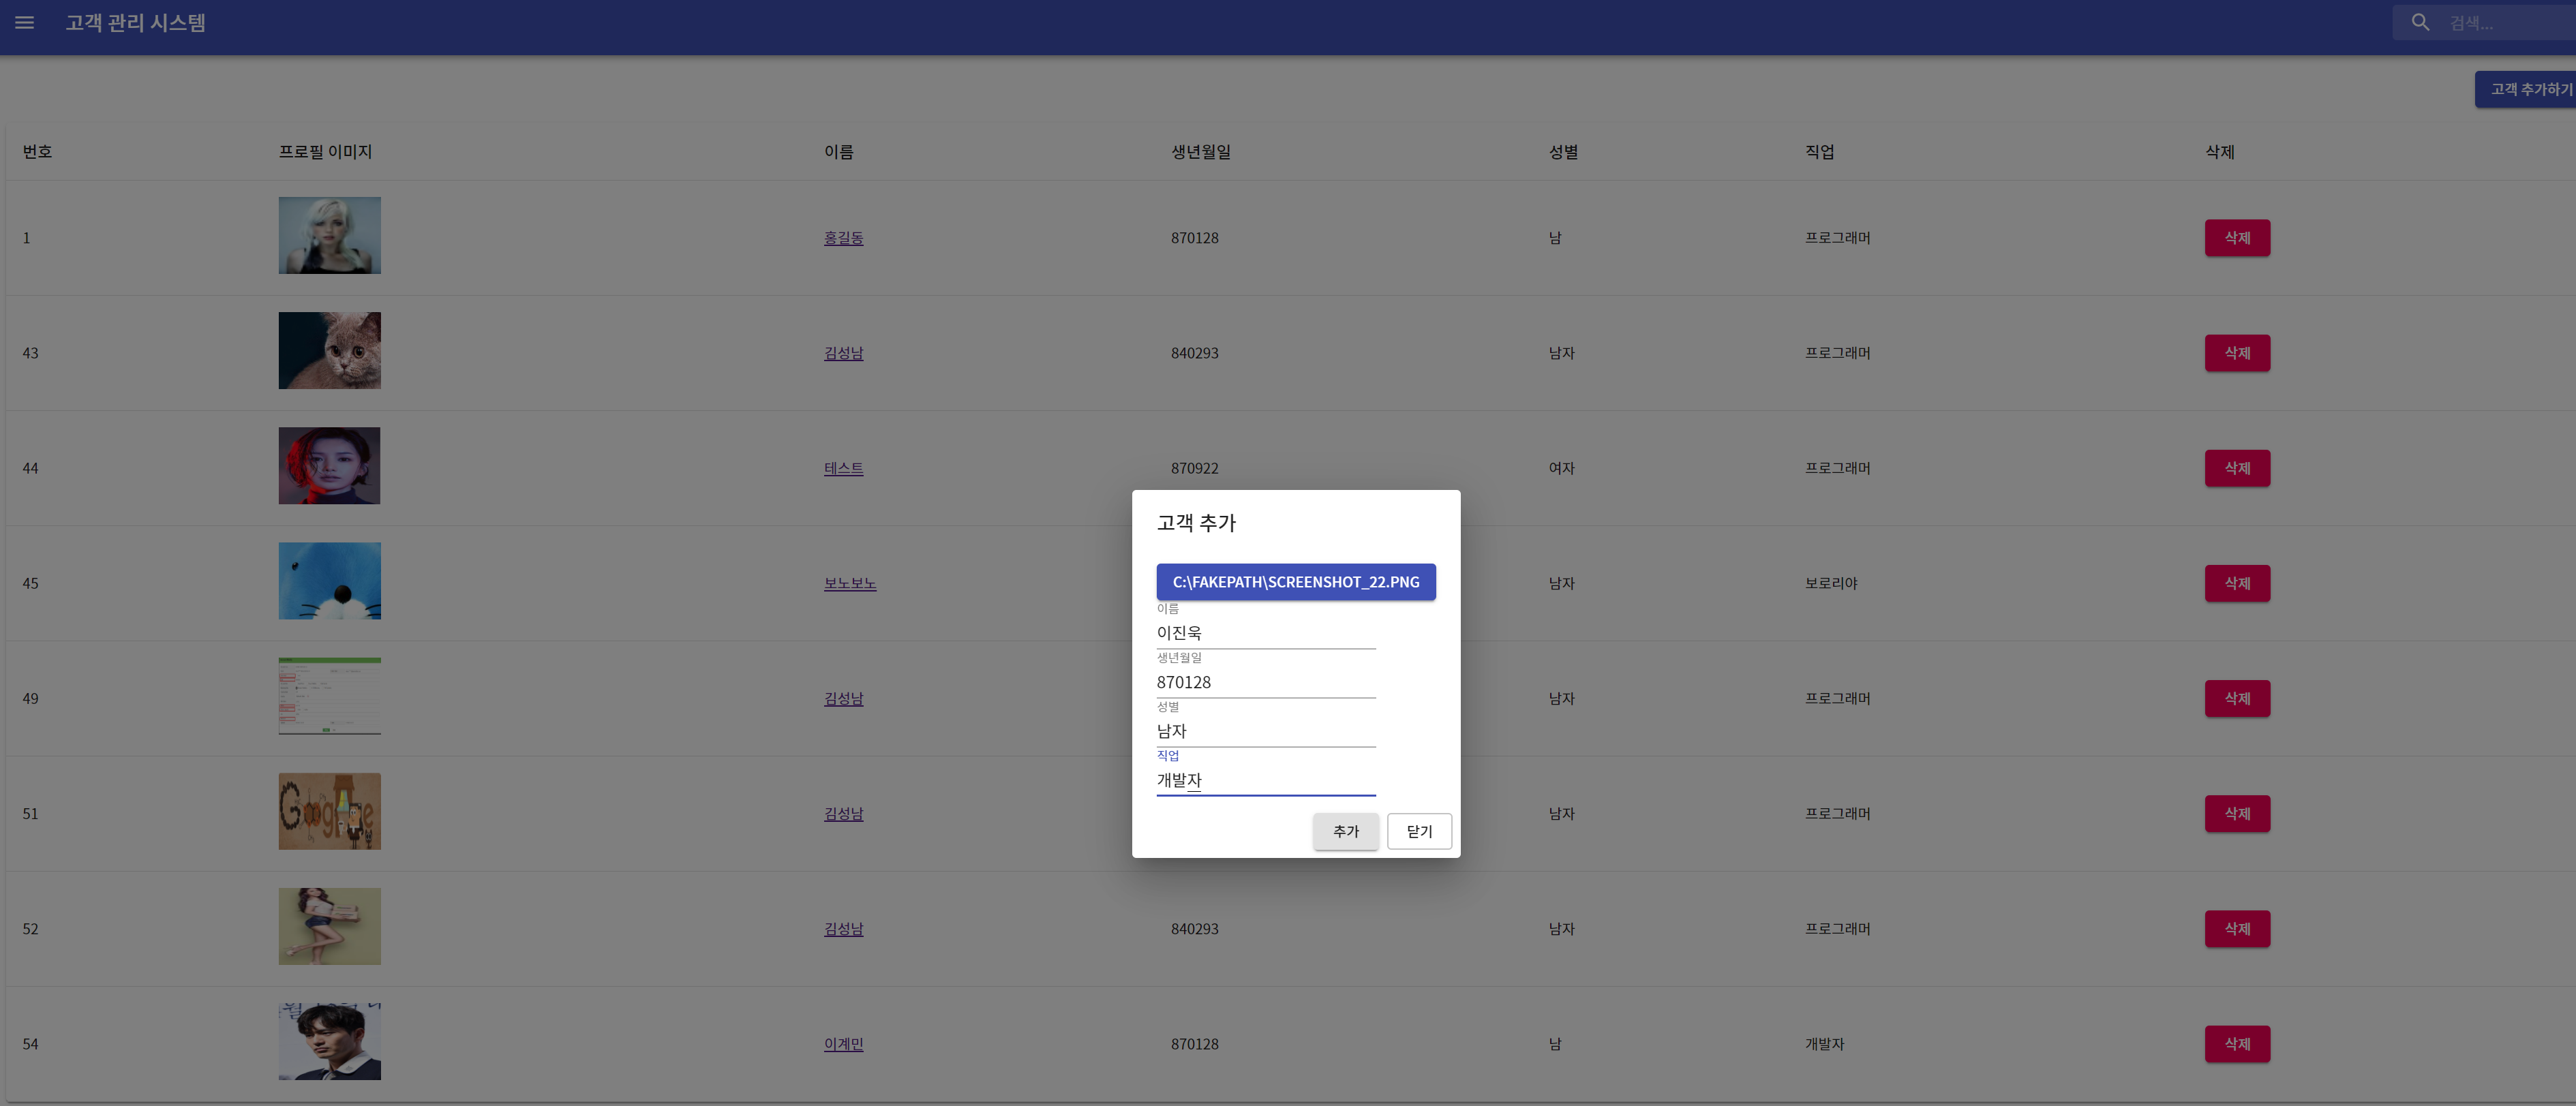 고객 관리 시스템
검색...
고객 추가하기
번호 프로필 이미지 이름 생년월일 성별 직업 삭제
1 홍길동 870128 남 프로그래머 삭제
43 김성남 840293 남자 프로그래머 삭제
44 테스트 870922 여자 프로그래머 삭제
45 보노보노 남자 보로리야 삭제
49 김성남 남자 프로그래머 삭제
51 Google 김성남 남자 프로그래머 삭제
52 김성남 840293 남자 프로그래머 삭제
54 이계민 870128 남 개발자 삭제
고객 추가
C:\FAKEPATH\SCREENSHOT_22.PNG
이름
이진욱
생년월일
870128
성별
남자
직업
개발자
추가 닫기